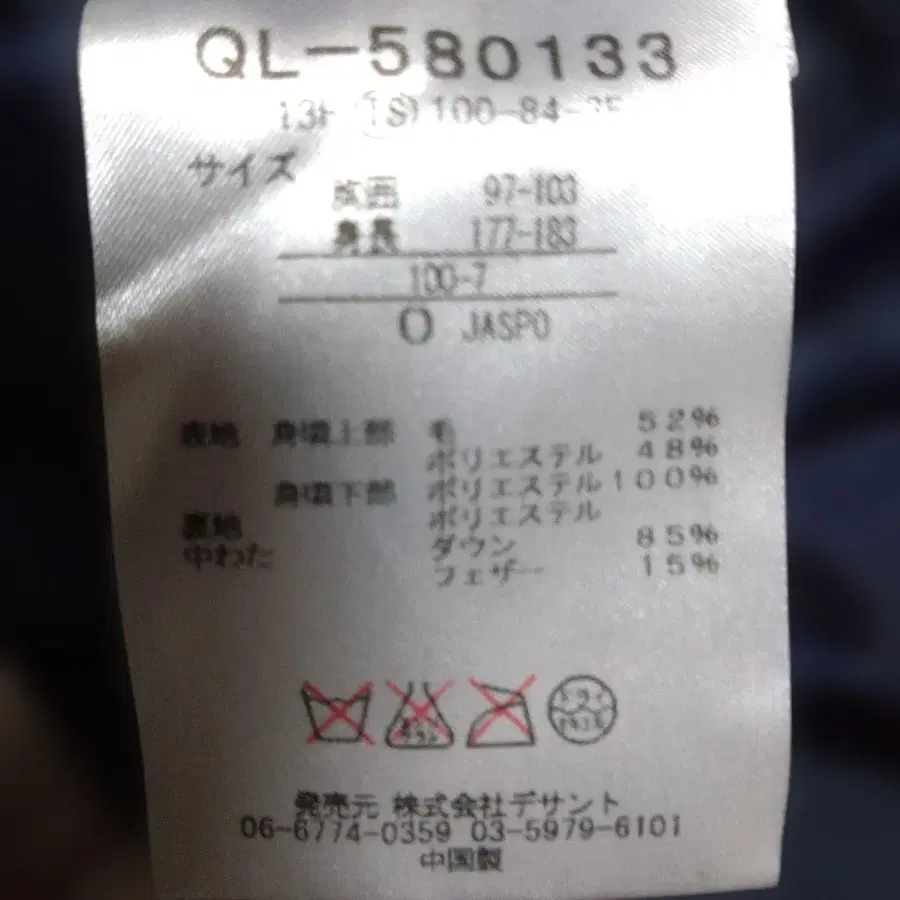 QL-580133
(1S)100-84-
サイズ
胸囲 97-103
身長 177-183
100-7
O JASPO
表地 身頃上部 毛 52%
ポリエステル 48%
身頃下部 ポリエステル 100%
裏地 ポリエステル
中わた ダウン 85%
フェザー 15%
発売元 株式会社デサント
06-6774-0359 03-5979-6101
中国製